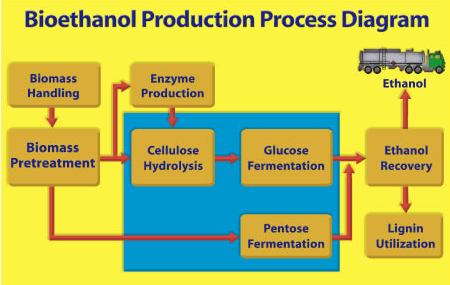 Bioethanol Production Process Diagram
Biomass
Handling
Enzyme
Production
Ethanol
Biomass
Pretreatment
Cellulose
Hydrolysis
Glucose
Fermentation
Ethanol
Recovery
Pentose
Fermentation
Lignin
Utilization